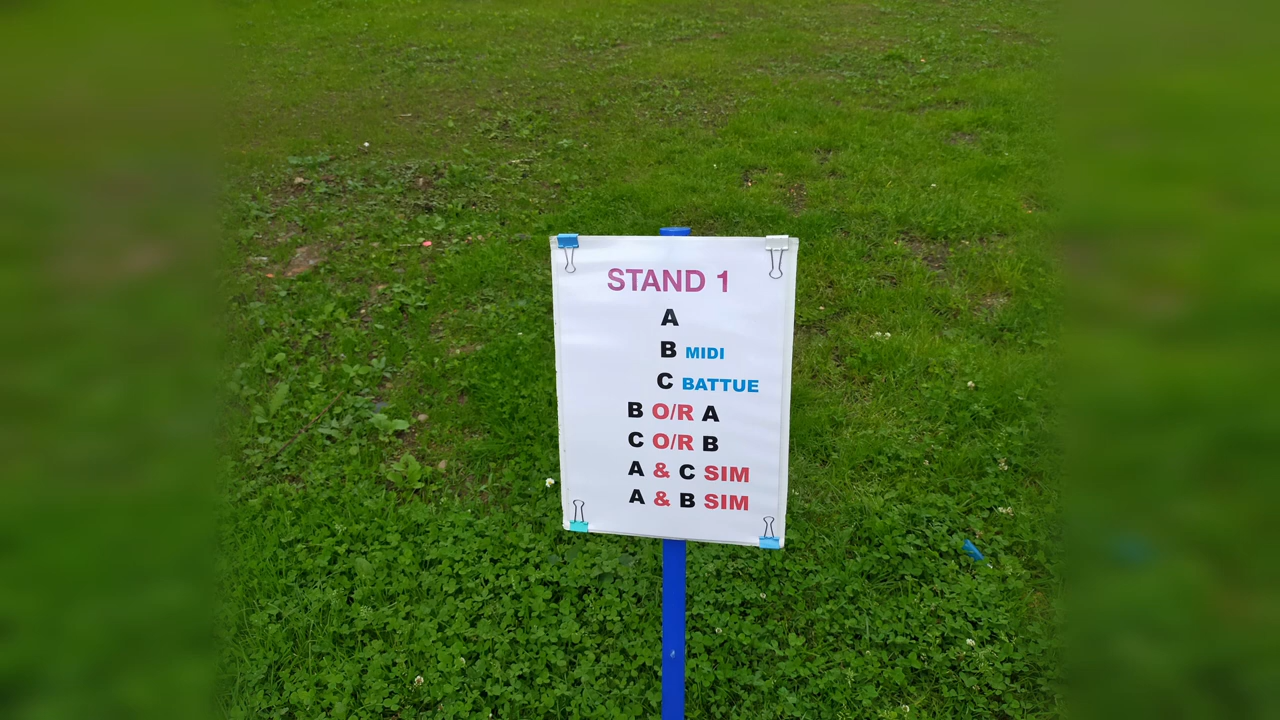 STAND 1
A
B MIDI
C BATTUE
B O/R A
C O/R B
A & C SIM
A & B SIM